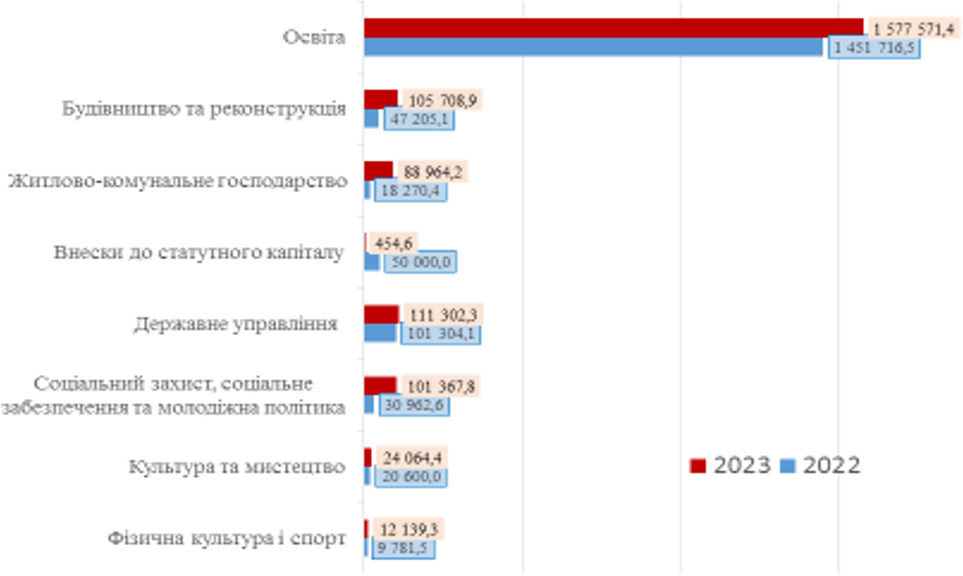 Освіта
1 577 571,4
1 451 716,5
Будівництво та реконструкція
105 708,9
47 205,1
Житлово-комунальне господарство
88 964,2
18 270,4
Внески до статутного капіталу
454,6
50 000,0
Державне управління
111 302,3
101 304,1
Соціальний захист, соціальне
забезпечення та молодіжна політика
101 367,8
30 962,6
Культура та мистецтво
24 064,4
20 600,0
2023 2022
Фізична культура і спорт
12 139,3
9 781,5